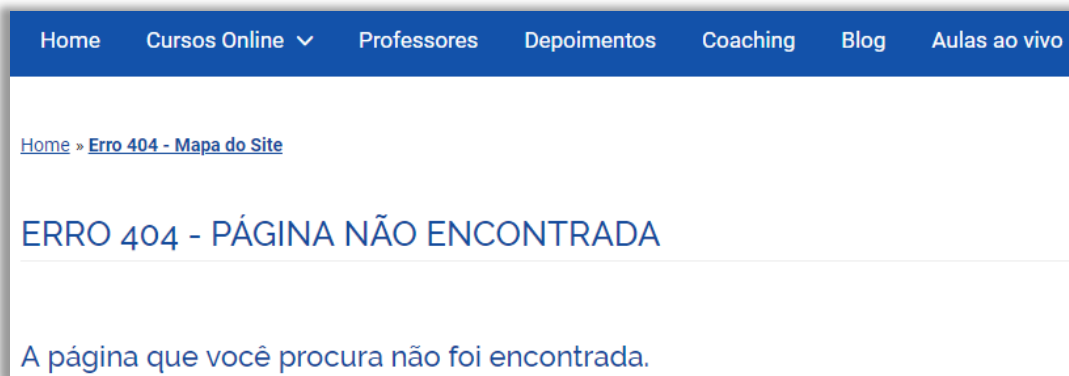 Home Cursos Online Professores Depoimentos Coaching Blog Aulas ao vivo
Home » Erro 404 - Mapa do Site
ERRO 404 - PÁGINA NÃO ENCONTRADA
A página que você procura não foi encontrada.